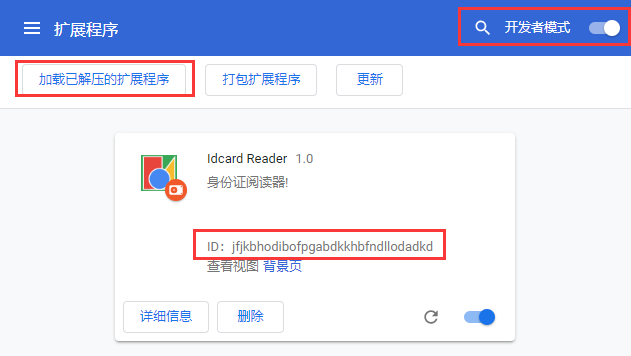 扩展程序
开发者模式
加载已解压的扩展程序
打包扩展程序
更新
Idcard Reader 1.0
身份证阅读器!
ID: jfjkbhodibofpgabdkkhbfndllodadkd
查看视图 背景页
详细信息
删除